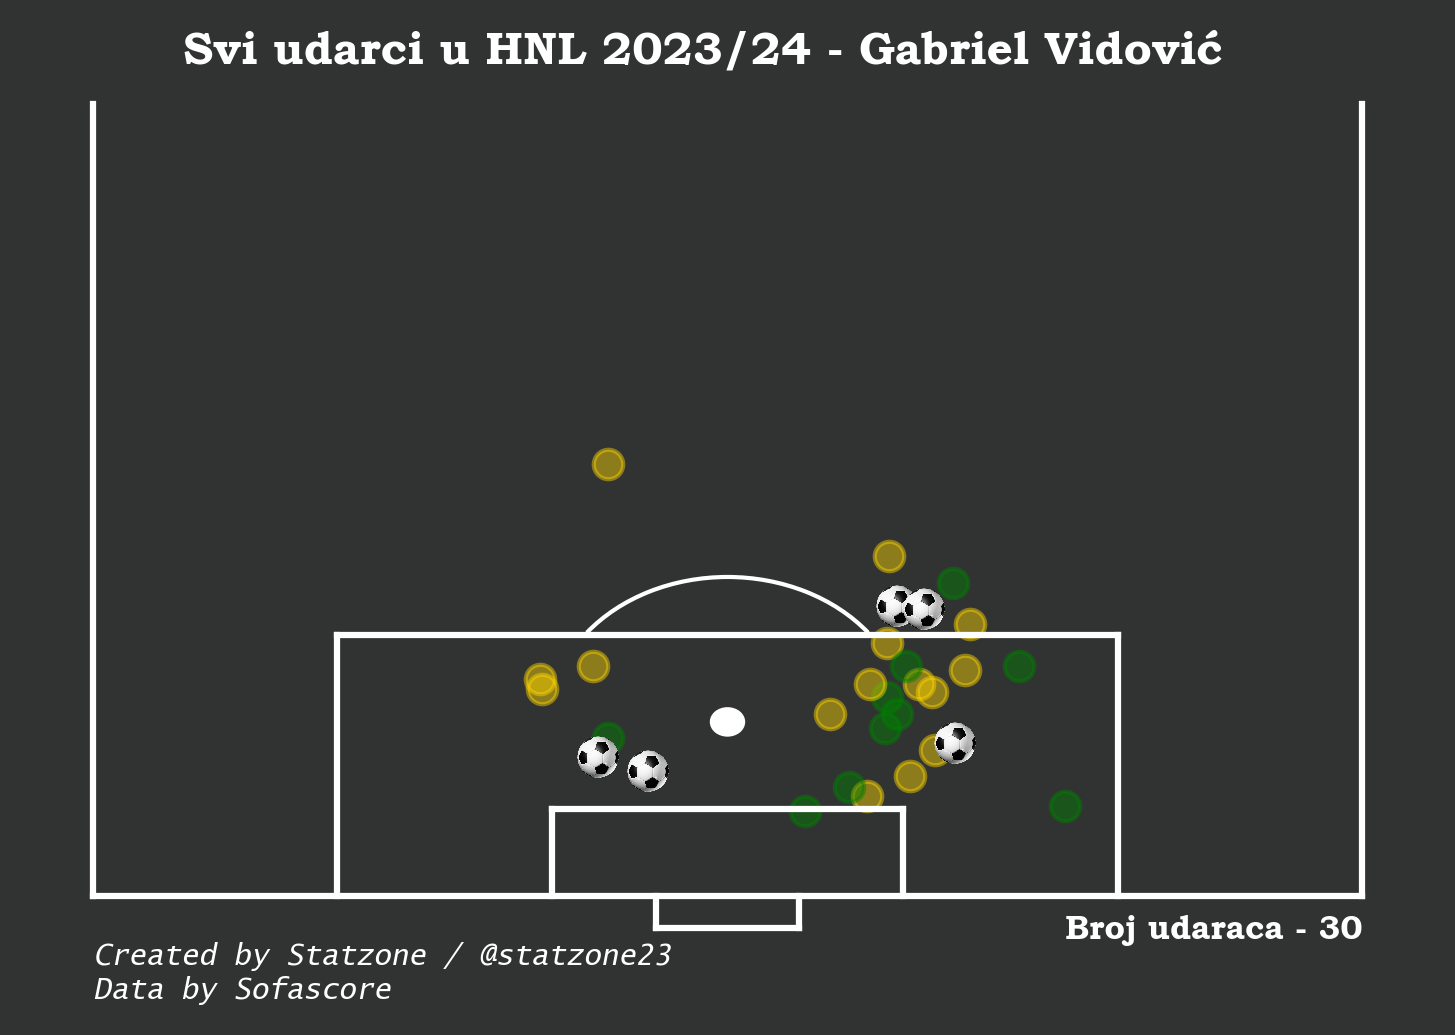 Svi udarci u HNL 2023/24 - Gabriel Vidović
Broj udaraca - 30
Created by Statzone / @statzone23
Data by Sofascore